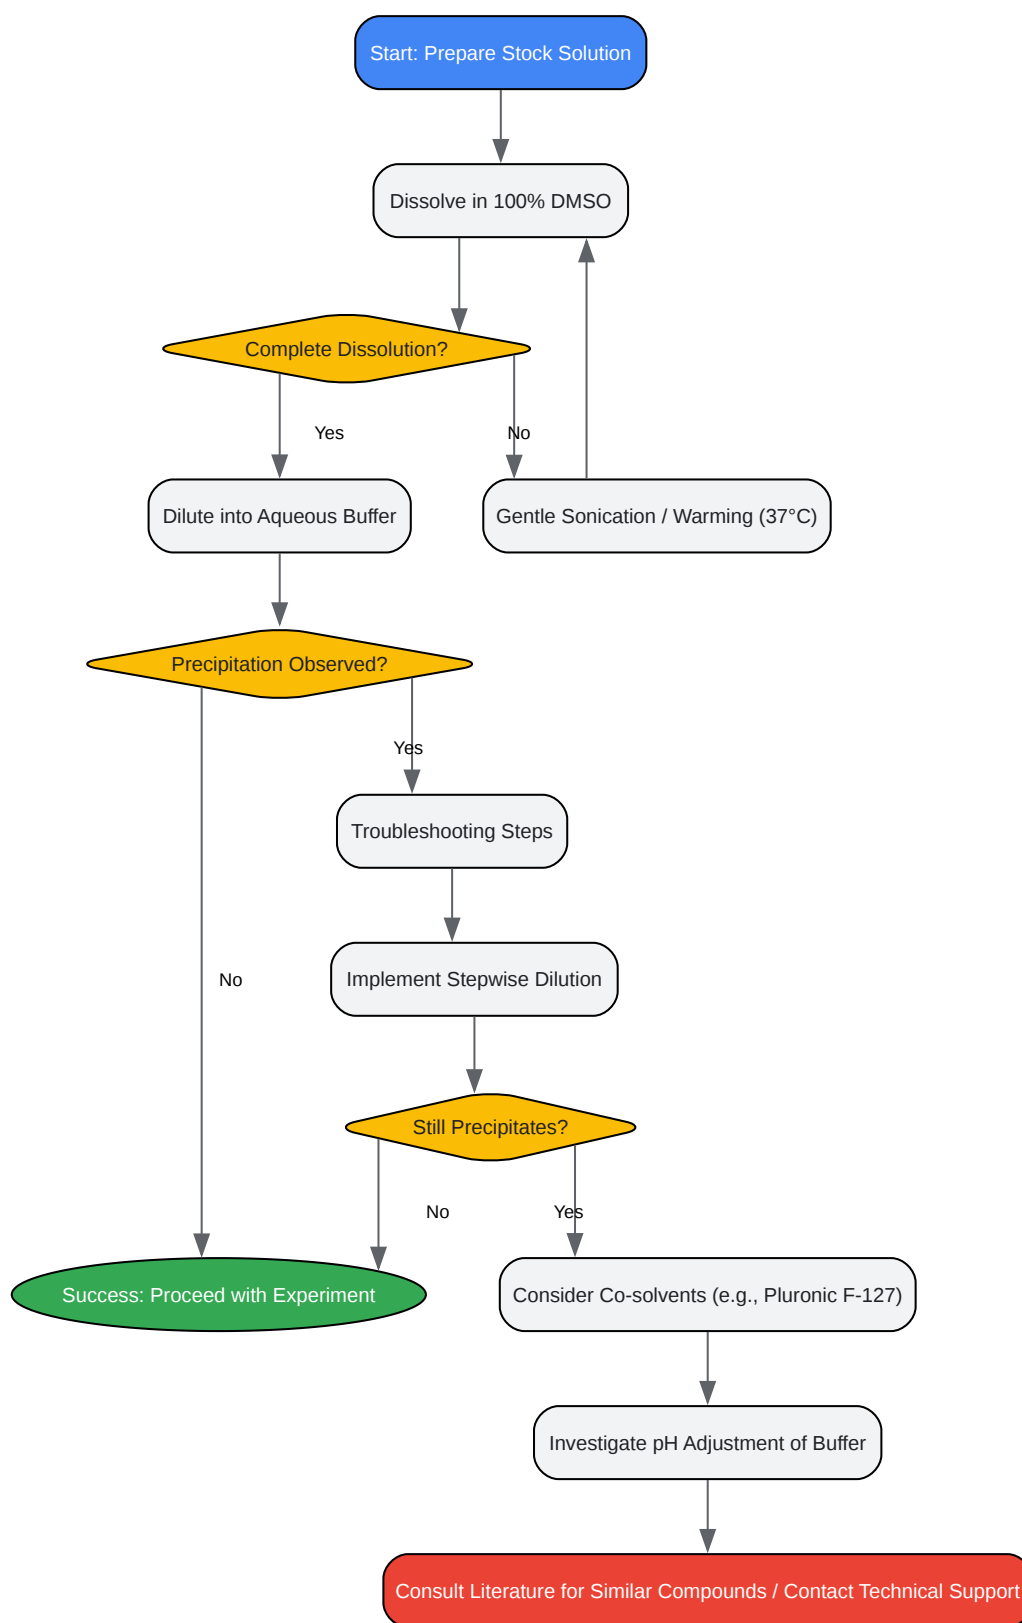 Start: Prepare Stock Solution
Dissolve in 100% DMSO
Complete Dissolution?
Yes
No
Dilute into Aqueous Buffer
Gentle Sonication / Warming (37°C)
Precipitation Observed?
Yes
Troubleshooting Steps
No
Implement Stepwise Dilution
Still Precipitates?
No
Yes
Success: Proceed with Experiment
Consider Co-solvents (e.g., Pluronic F-127)
Investigate pH Adjustment of Buffer
Consult Literature for Similar Compounds / Contact Technical Support